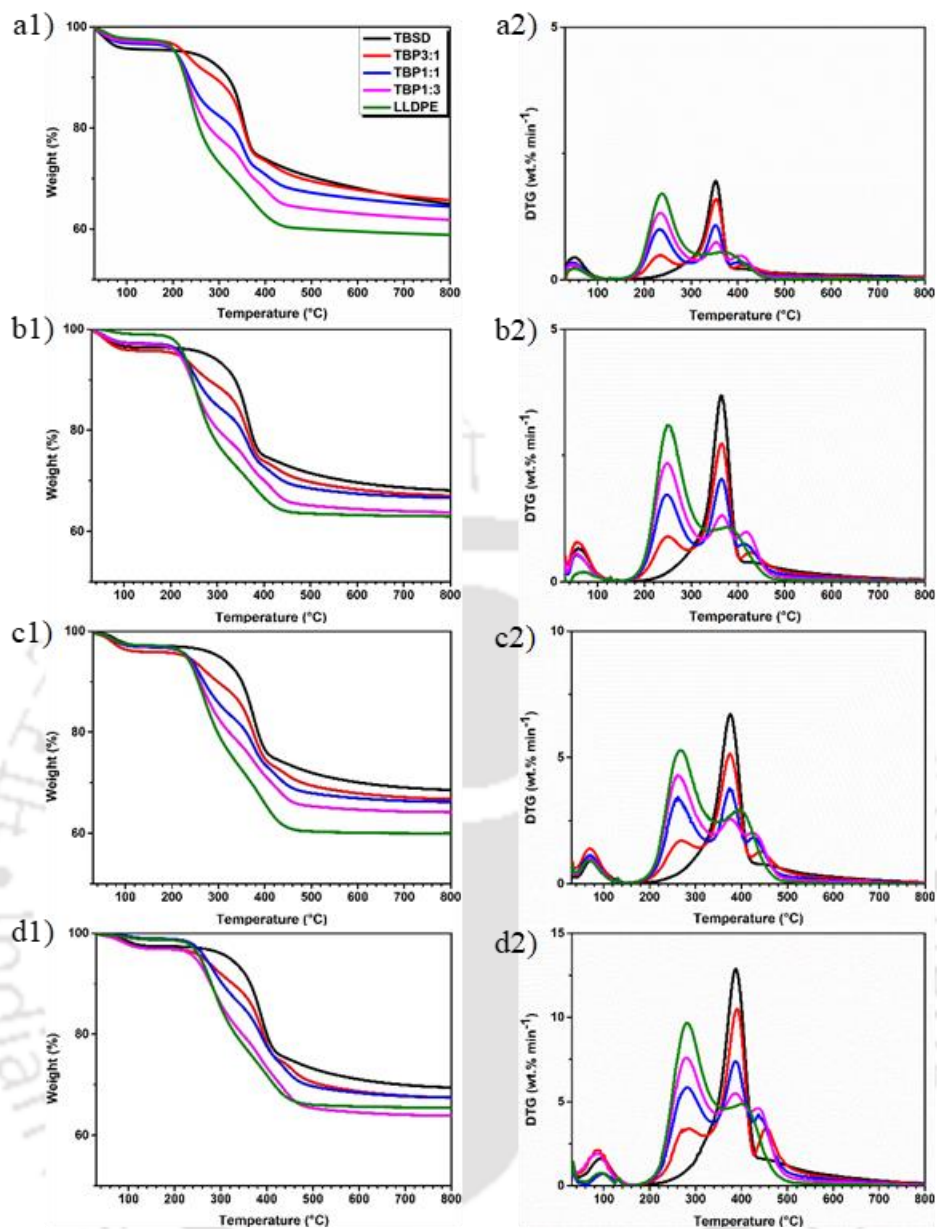 a1)
100
80
60
Weight (%)
TBSD
TBP3:1
TBP1:1
TBP1:3
LLDPE
100 200 300 400 500 600 700 800
Temperature (°C)
a2)
5
0
DTG (wt.% min⁻¹)
100 200 300 400 500 600 700 800
Temperature (°C)
b1)
100
80
60
Weight (%)
100 200 300 400 500 600 700 800
Temperature (°C)
b2)
5
0
DTG (wt.% min⁻¹)
100 200 300 400 500 600 700 800
Temperature (°C)
c1)
100
80
60
Weight (%)
100 200 300 400 500 600 700 800
Temperature (°C)
c2)
10
5
0
DTG (wt.% min⁻¹)
100 200 300 400 500 600 700 800
Temperature (°C)
d1)
100
80
60
Weight (%)
100 200 300 400 500 600 700 800
Temperature (°C)
d2)
15
10
5
0
DTG (wt.% min⁻¹)
100 200 300 400 500 600 700 800
Temperature (°C)